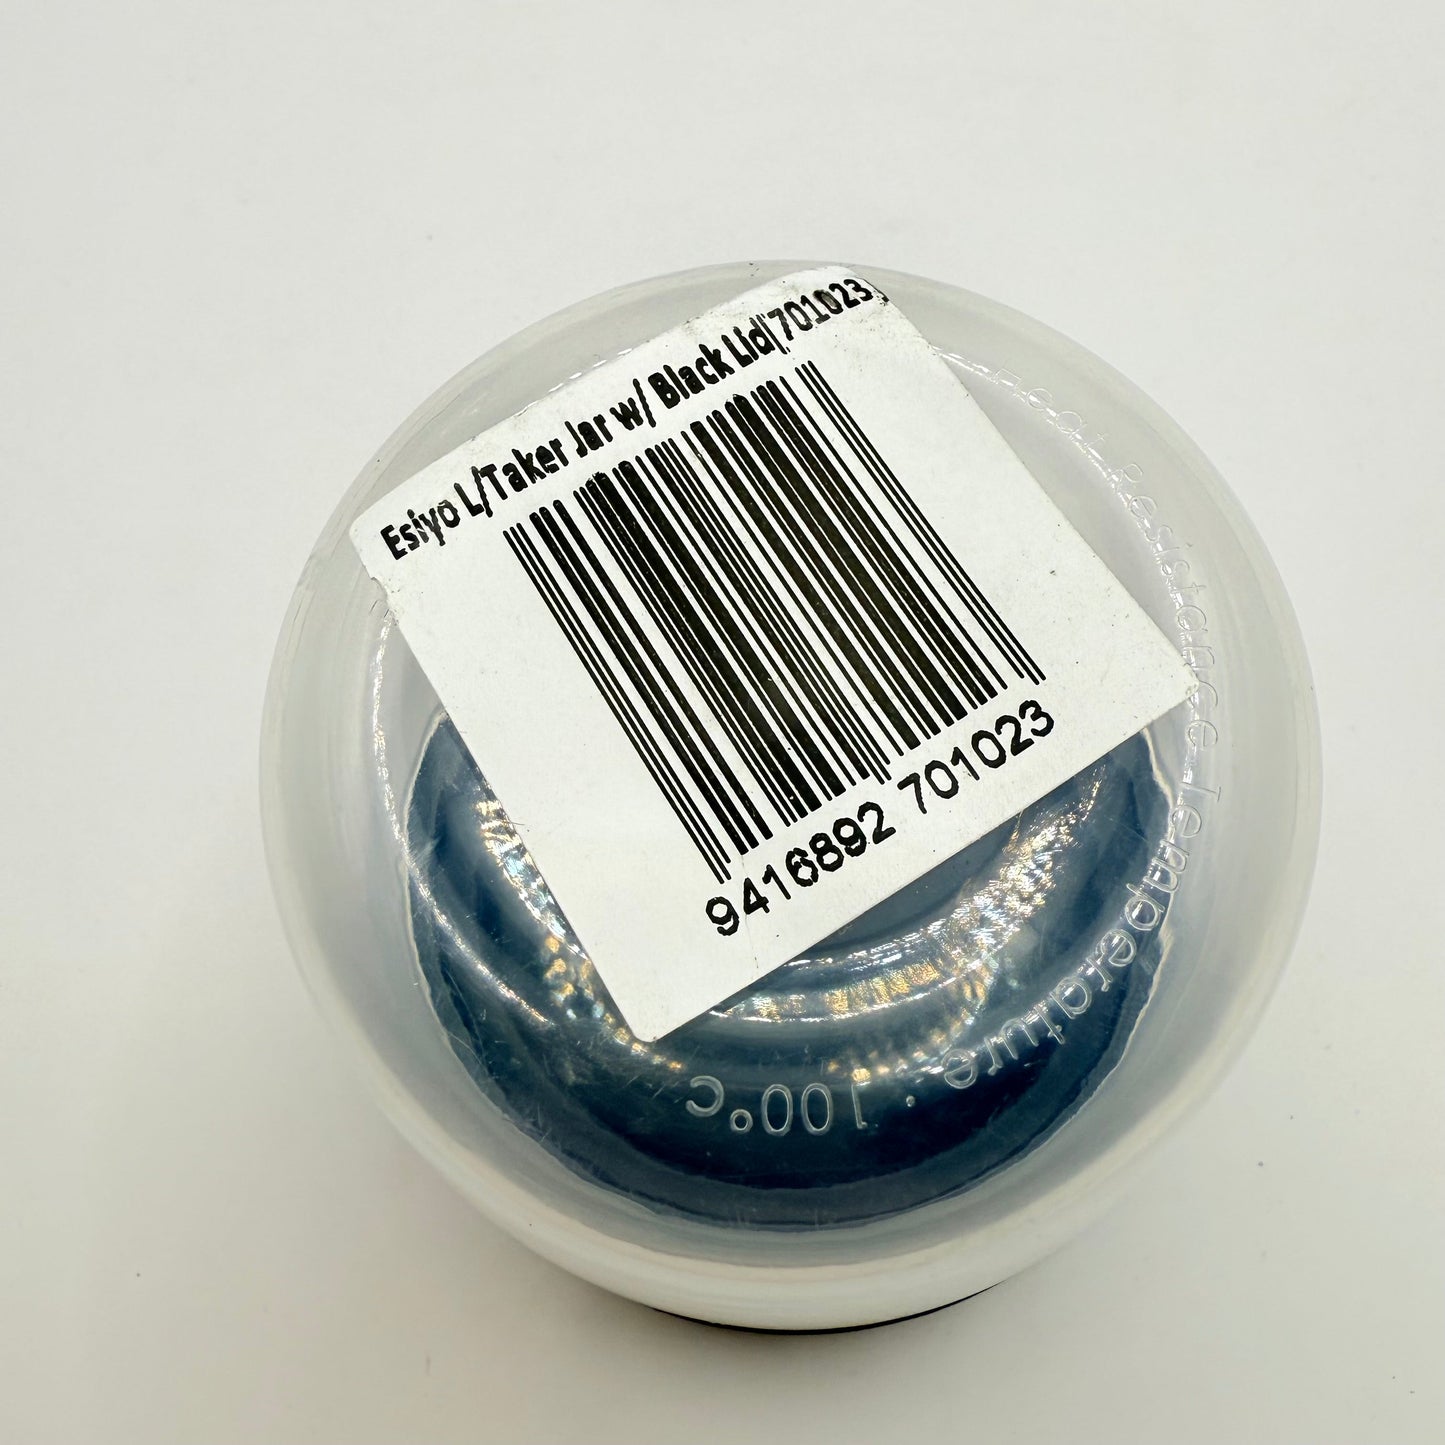 Esiyo L/Taker Jar w/ Black Lid|701023
9416892 701023
Heat Resistance Temperature · 100°C